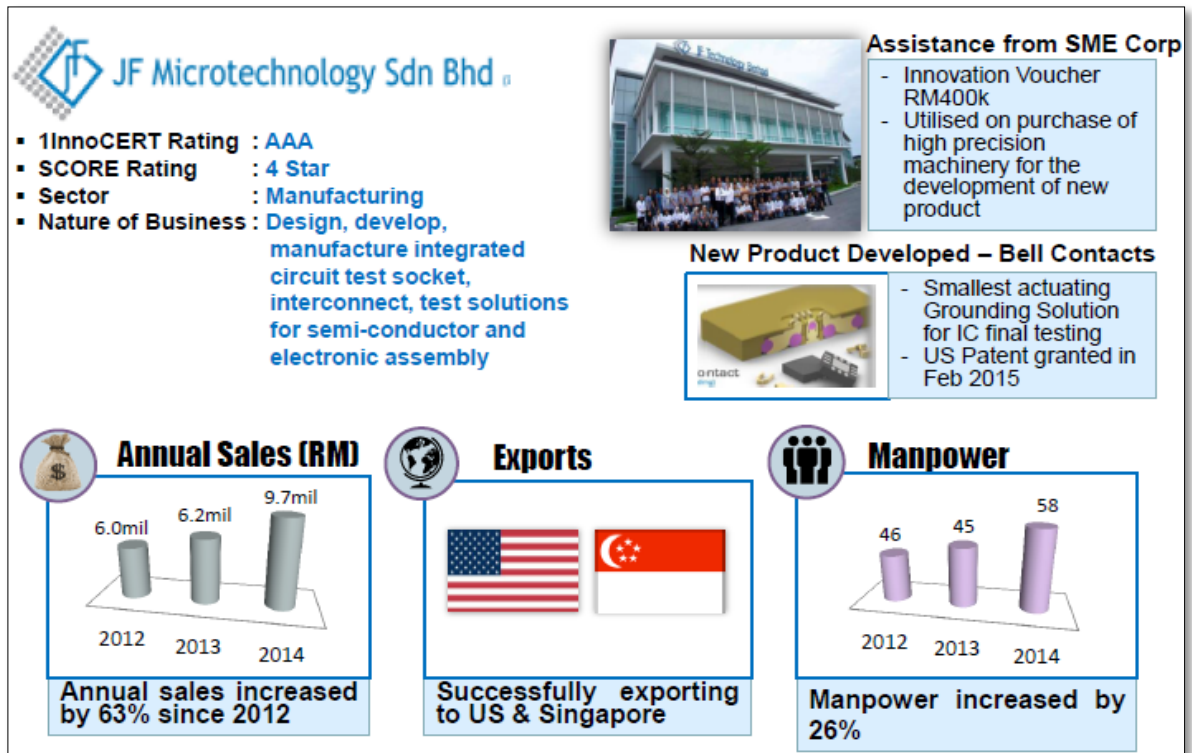 JF Microtechnology Sdn Bhd
▪ 1InnoCERT Rating : AAA
▪ SCORE Rating : 4 Star
▪ Sector : Manufacturing
▪ Nature of Business : Design, develop,
manufacture integrated
circuit test socket,
interconnect, test solutions
for semi-conductor and
electronic assembly
JF Technology Berhad
Assistance from SME Corp
- Innovation Voucher
RM400k
- Utilised on purchase of
high precision
machinery for the
development of new
product
New Product Developed – Bell Contacts
ontact
- Smallest actuating
Grounding Solution
for IC final testing
- US Patent granted in
Feb 2015
$
Annual Sales (RM)
6.0mil
6.2mil
9.7mil
2012
2013
2014
Annual sales increased
by 63% since 2012
Exports
Successfully exporting
to US & Singapore
Manpower
46
45
58
2012
2013
2014
Manpower increased by
26%